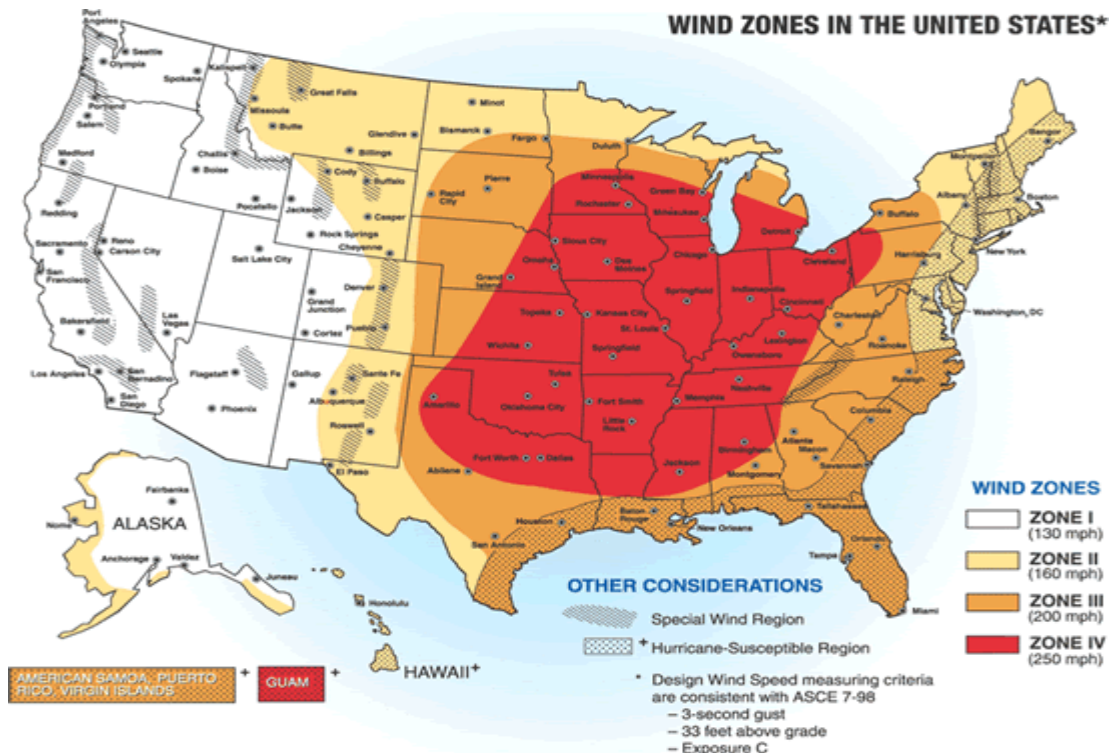 WIND ZONES IN THE UNITED STATES*
Port
Angeles
Seattle
Olympia
Spokane
Kalispell
Great Falls
Minot
Portland
Salem
Missoula
Butte
Glendive
Bismarck
Fargo
Duluth
Bangor
Medford
Challis
Boise
Billings
Montpelier
Cody
Buffalo
Pierre
Minneapolis
Green Bay
Albany
Boston
Redding
Pocatello
Jackson
Rapid
City
Rochester
Milwaukee
Buffalo
Casper
Detroit
Sacramento
Reno
Carson City
Rock Springs
Cheyenne
Sioux City
Chicago
Cleveland
Harrisburg
New York
San
Francisco
Salt Lake City
Omaha
Des
Moines
Grand
Island
Denver
Grand
Junction
Springfield
Indianapolis
Cincinnati
Washington, DC
Bakersfield
Las
Vegas
Cortez
Pueblo
Topeka
Kansas City
St. Louis
Charleston
Lexington
Roanoke
Wichita
Springfield
Owensboro
Los Angeles
San
Bernadino
Flagstaff
Gallup
Sante Fe
Tulsa
Nashville
Raleigh
San
Diego
Phoenix
Albuquerque
Amarillo
Oklahoma City
Fort Smith
Memphis
Columbia
Roswell
Little
Rock
Atlanta
Macon
Birmingham
El Paso
Abilene
Fort Worth
Dallas
Jackson
Montgomery
Savannah
Tallahassee
Houston
Baton
Rouge
New Orleans
San Antonio
Orlando
Tampa
Miami
Fairbanks
Nome
ALASKA
Anchorage
Valdez
Juneau
Honolulu
HAWAII+
AMERICAN SAMOA, PUERTO
RICO, VIRGIN ISLANDS
+
GUAM
+
OTHER CONSIDERATIONS
Special Wind Region
+ Hurricane-Susceptible Region
* Design Wind Speed measuring criteria
are consistent with ASCE 7-98
– 3-second gust
– 33 feet above grade
– Exposure C
WIND ZONES
ZONE I
(130 mph)
ZONE II
(160 mph)
ZONE III
(200 mph)
ZONE IV
(250 mph)